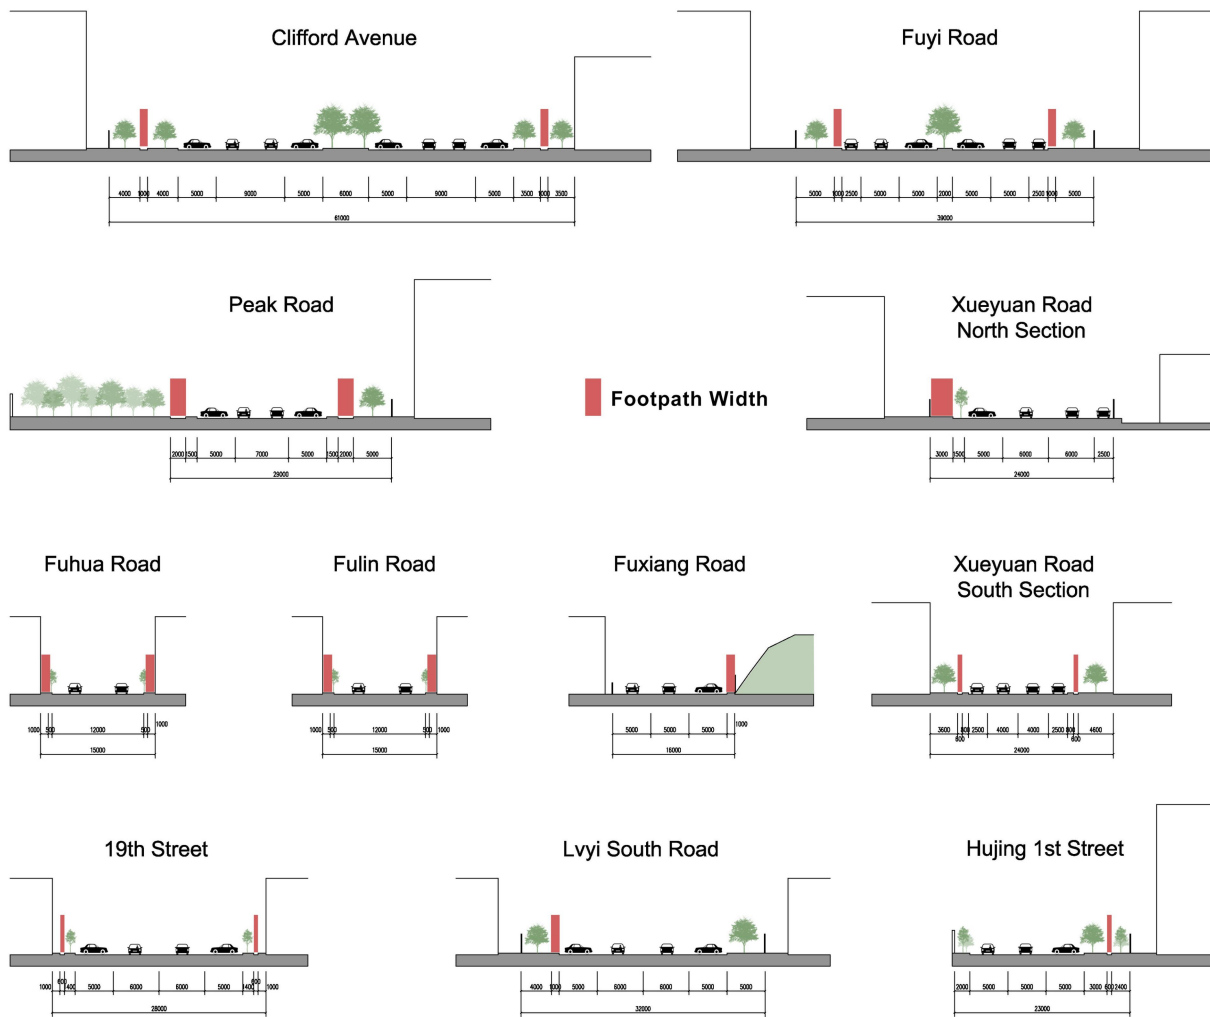 Clifford Avenue
Fuyi Road
4000 1000 4000 5000 9000 5000 6000 5000 9000 5000 3500 1000 3500
61000
5000 1000 2500 5000 5000 2000 5000 5000 2500 1000 5000
39000
Peak Road
Xueyuan Road
North Section
Footpath Width
2000 1500 5000 7000 5000 1500 2000 5000
29000
3000 1500 5000 6000 6000 2500
24000
Fuhua Road
Fulin Road
Fuxiang Road
Xueyuan Road
South Section
1000 500 12000 500 1000
15000
1000 500 12000 500 1000
15000
5000 5000 5000 1000
16000
3600 600 800 2500 4000 4000 2500 800 600 4600
24000
19th Street
Lvyi South Road
Hujing 1st Street
1000 600 1400 5000 6000 6000 5000 1400 600 1000
28000
4000 1000 5000 6000 6000 5000 5000
32000
2000 5000 5000 5000 3000 600 2400
23000